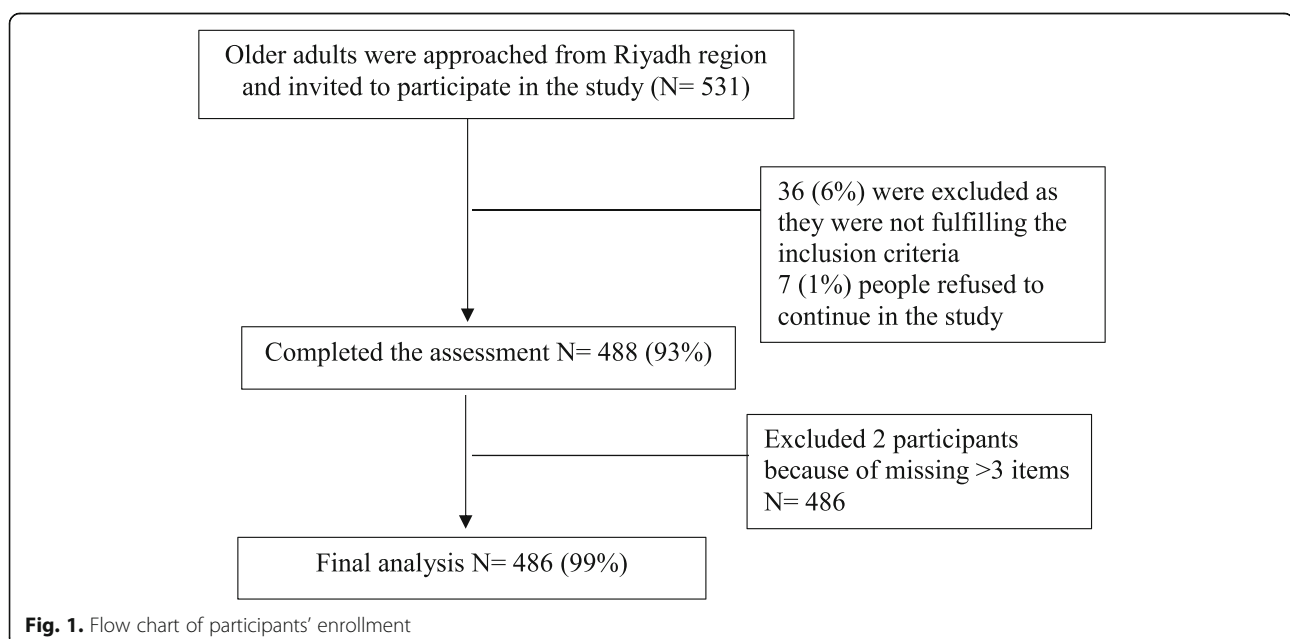 Older adults were approached from Riyadh region
and invited to participate in the study (N= 531)
36 (6%) were excluded as
they were not fulfilling the
inclusion criteria
7 (1%) people refused to
continue in the study
Completed the assessment N= 488 (93%)
Excluded 2 participants
because of missing >3 items
N= 486
Final analysis N= 486 (99%)
Fig. 1. Flow chart of participants’ enrollment